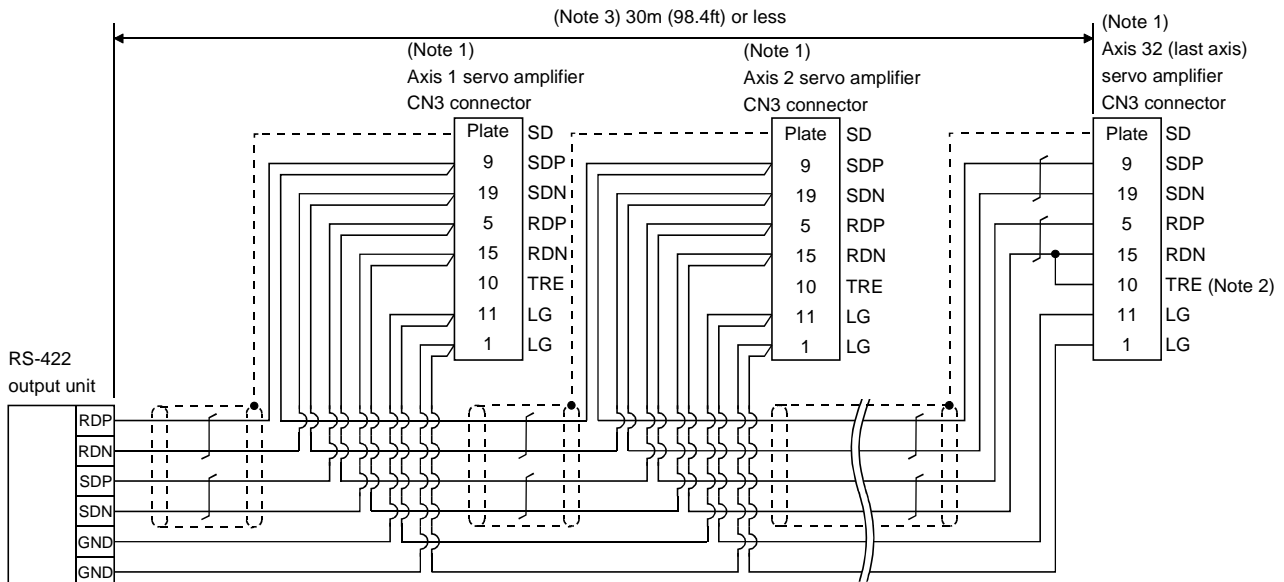 (Note 3) 30m (98.4ft) or less
(Note 1)
Axis 1 servo amplifier
CN3 connector
(Note 1)
Axis 2 servo amplifier
CN3 connector
(Note 1)
Axis 32 (last axis)
servo amplifier
CN3 connector
Plate SD
9 SDP
19 SDN
5 RDP
15 RDN
10 TRE
11 LG
1 LG
Plate SD
9 SDP
19 SDN
5 RDP
15 RDN
10 TRE
11 LG
1 LG
Plate SD
9 SDP
19 SDN
5 RDP
15 RDN
10 TRE (Note 2)
11 LG
1 LG
RS-422
output unit
RDP
RDN
SDP
SDN
GND
GND